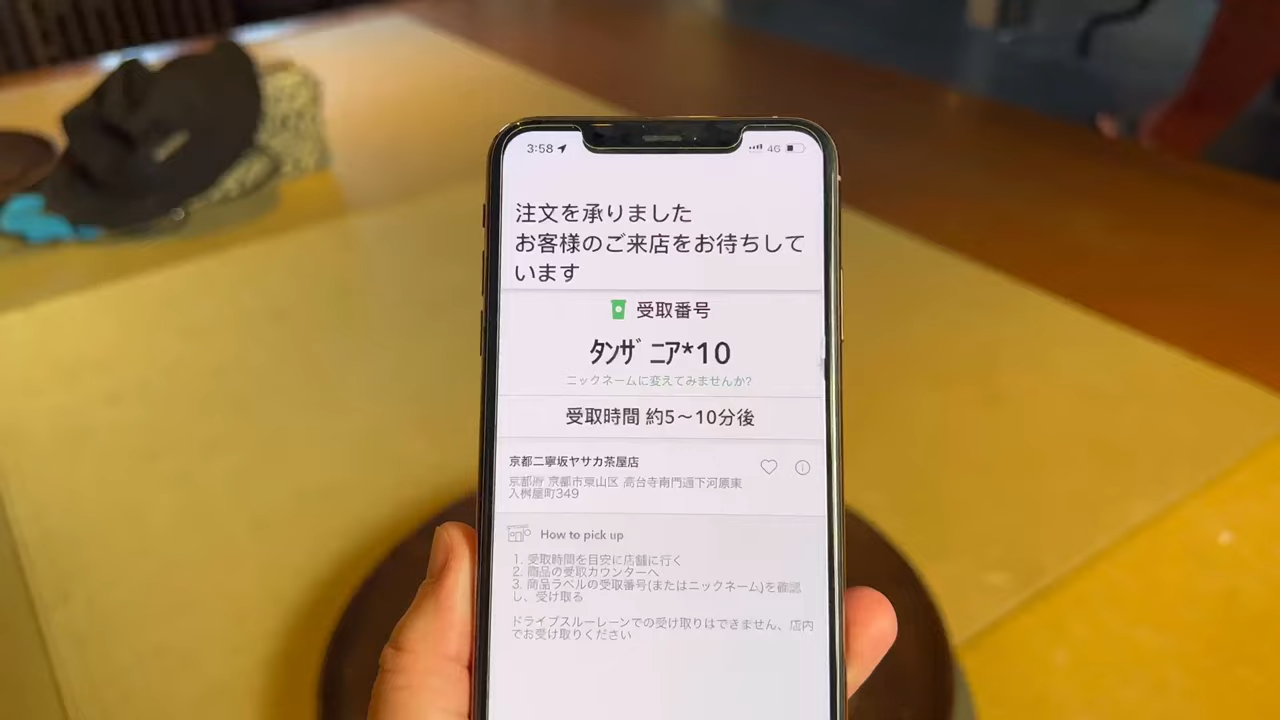 3:58
4G
注文を承りました
お客様のご来店をお待ちして
います
受取番号
ﾀﾝｻﾞﾆｱ*10
ニックネームに変えてみませんか?
受取時間 約5〜10分後
京都二寧坂ヤサカ茶屋店
京都府 京都市東山区 高台寺南門通下河原東
入桝屋町349
How to pick up
1. 受取時間を目安に店舗に行く
2. 商品の受取カウンターへ
3. 商品ラベルの受取番号(またはニックネーム)を確認
し、受け取る
ドライブスルーレーンでの受け取りはできません、店内
でお受け取りください